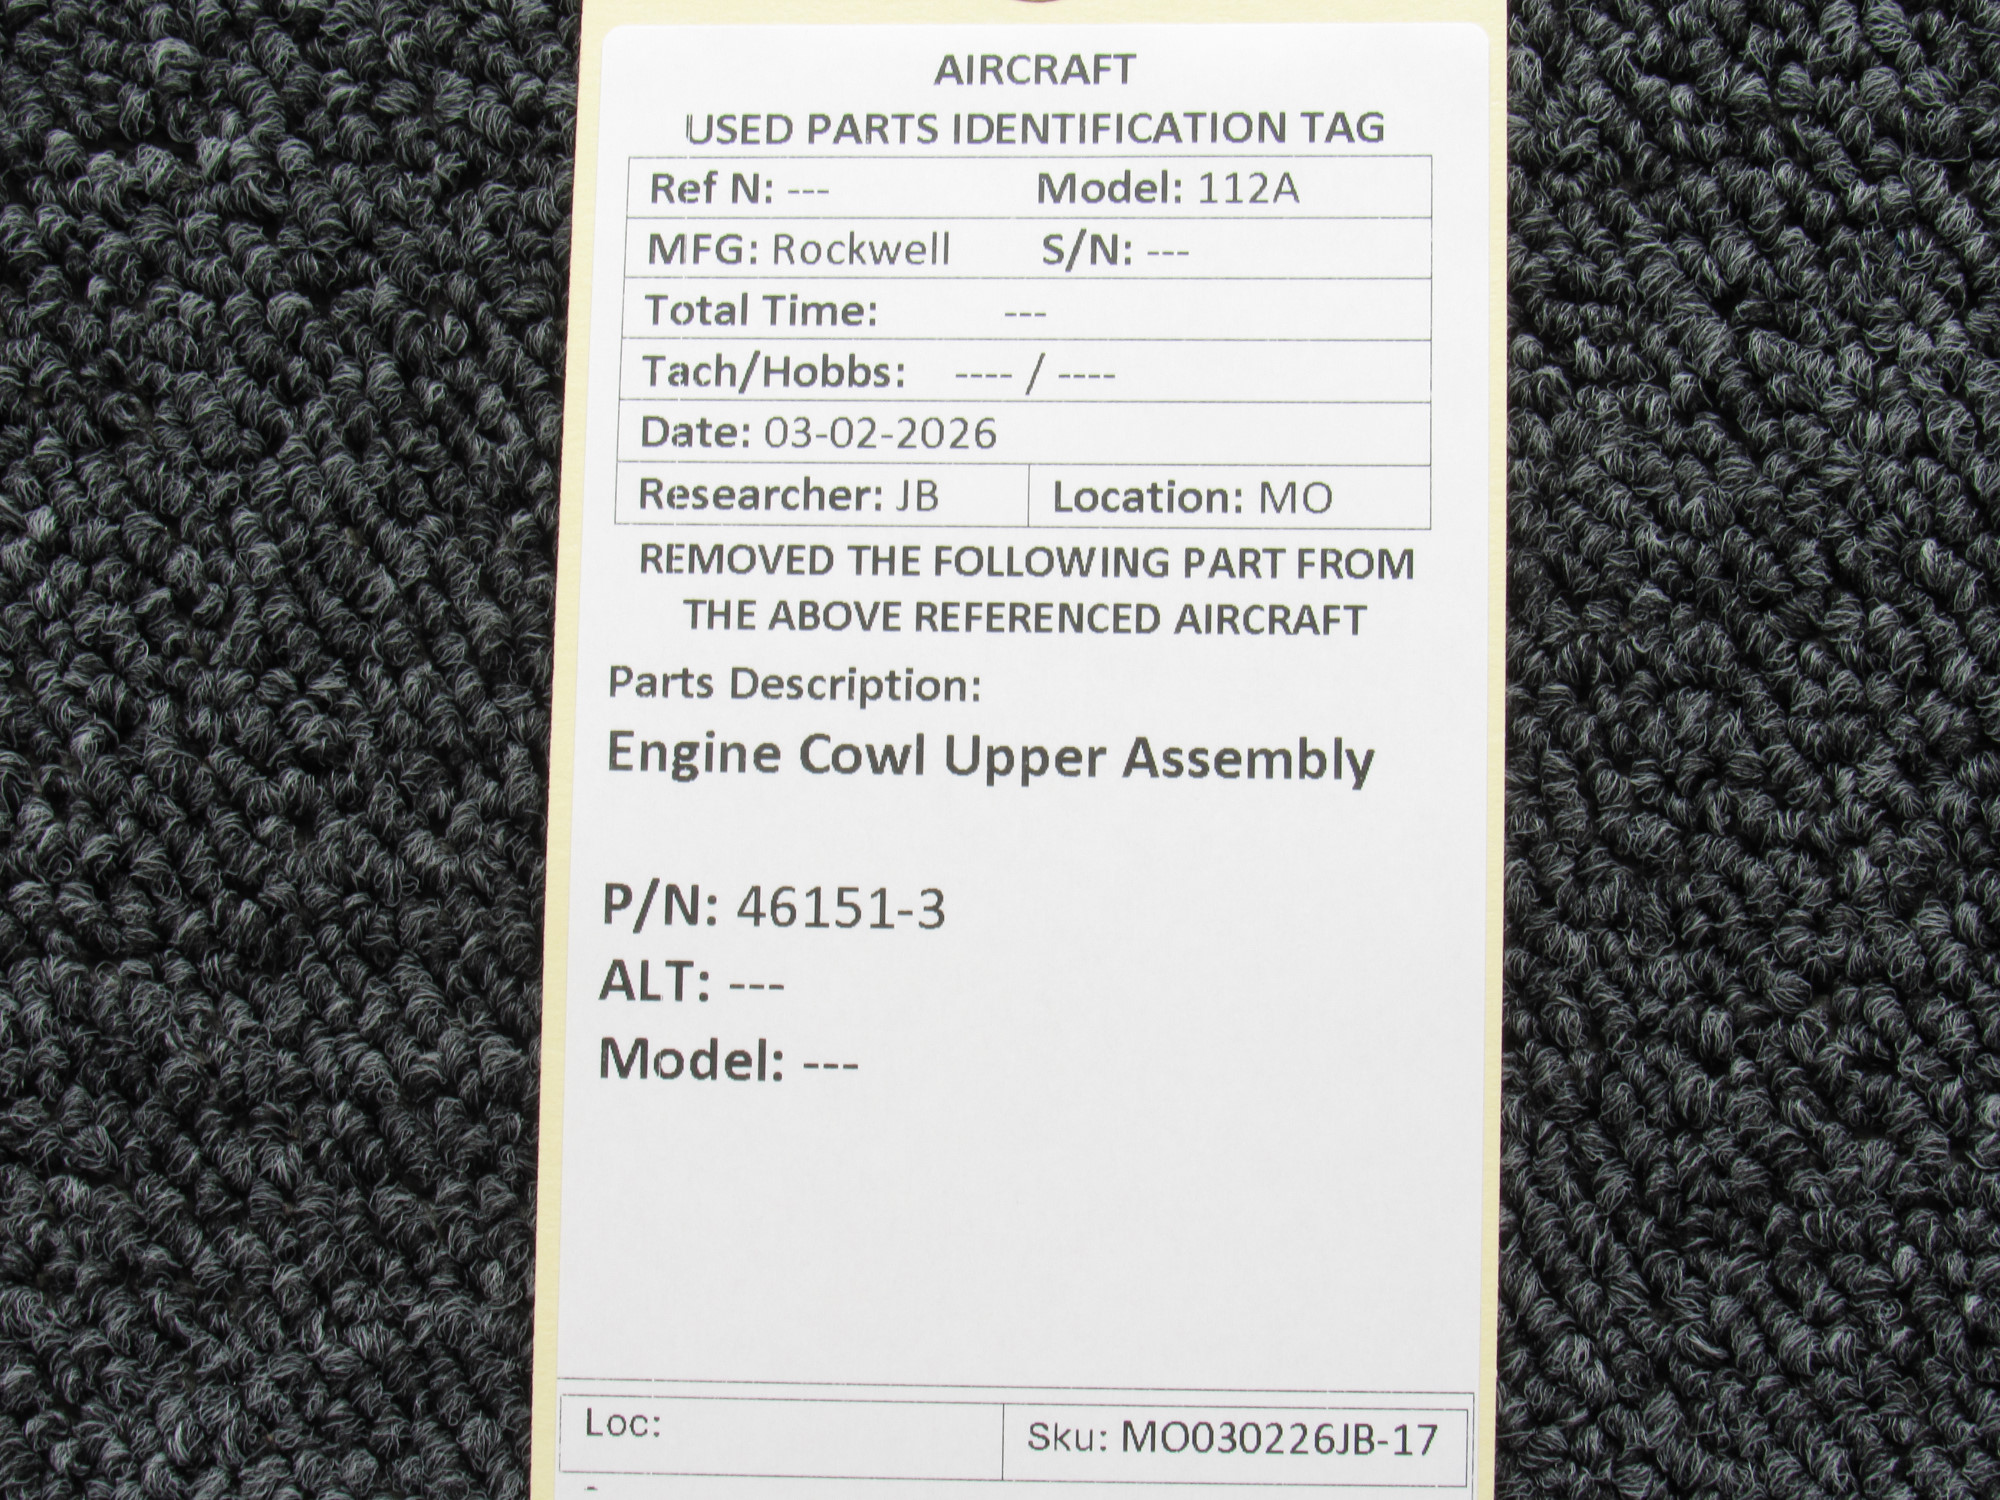 AIRCRAFT
USED PARTS IDENTIFICATION TAG
Ref N: --- Model: 112A
MFG: Rockwell S/N: ---
Total Time: ---
Tach/Hobbs: ---- / ----
Date: 03-02-2026
Researcher: JB Location: MO
REMOVED THE FOLLOWING PART FROM
THE ABOVE REFERENCED AIRCRAFT
Parts Description:
Engine Cowl Upper Assembly
P/N: 46151-3
ALT: ---
Model: ---
Loc: Sku: MO030226JB-17